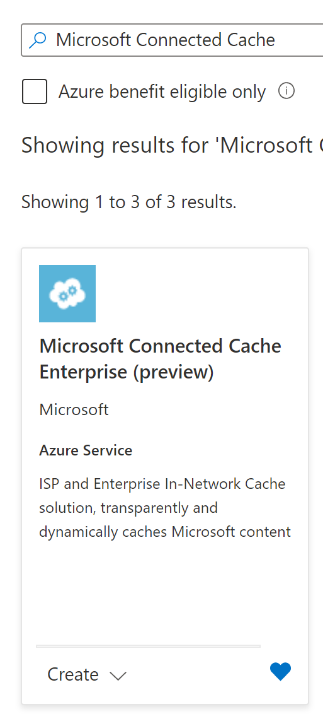 Microsoft Connected Cache
Azure benefit eligible only
Showing results for 'Microsoft
Showing 1 to 3 of 3 results.
Microsoft Connected Cache
Enterprise (preview)
Microsoft
Azure Service
ISP and Enterprise In-Network Cache
solution, transparently and
dynamically caches Microsoft content
Create